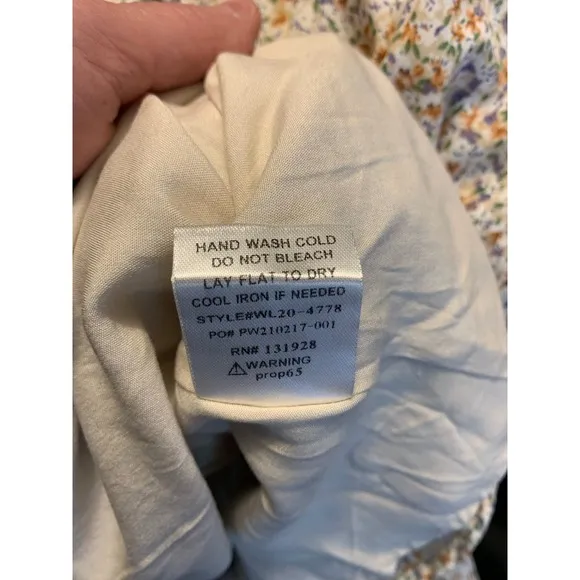 HAND WASH COLD
DO NOT BLEACH
LAY FLAT TO DRY
COOL IRON IF NEEDED
STYLE#WL20-4778
PO# PW210217-001
RN# 131928
⚠WARNING
prop65